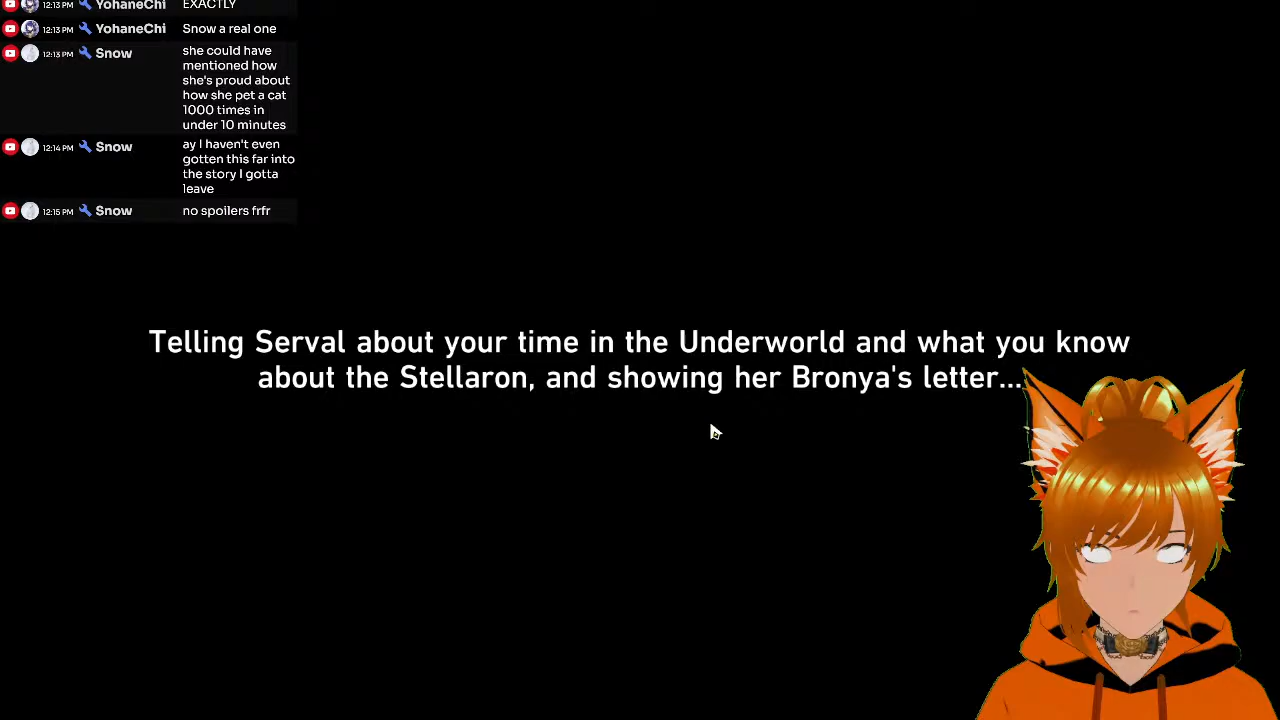 12:13 PM YohaneChi EXACTLY
12:13 PM YohaneChi Snow a real one
12:13 PM Snow she could have
mentioned how
she's proud about
how she pet a cat
1000 times in
under 10 minutes
12:14 PM Snow ay I haven't even
gotten this far into
the story I gotta
leave
12:15 PM Snow no spoilers frfr
Telling Serval about your time in the Underworld and what you know
about the Stellaron, and showing her Bronya's letter...